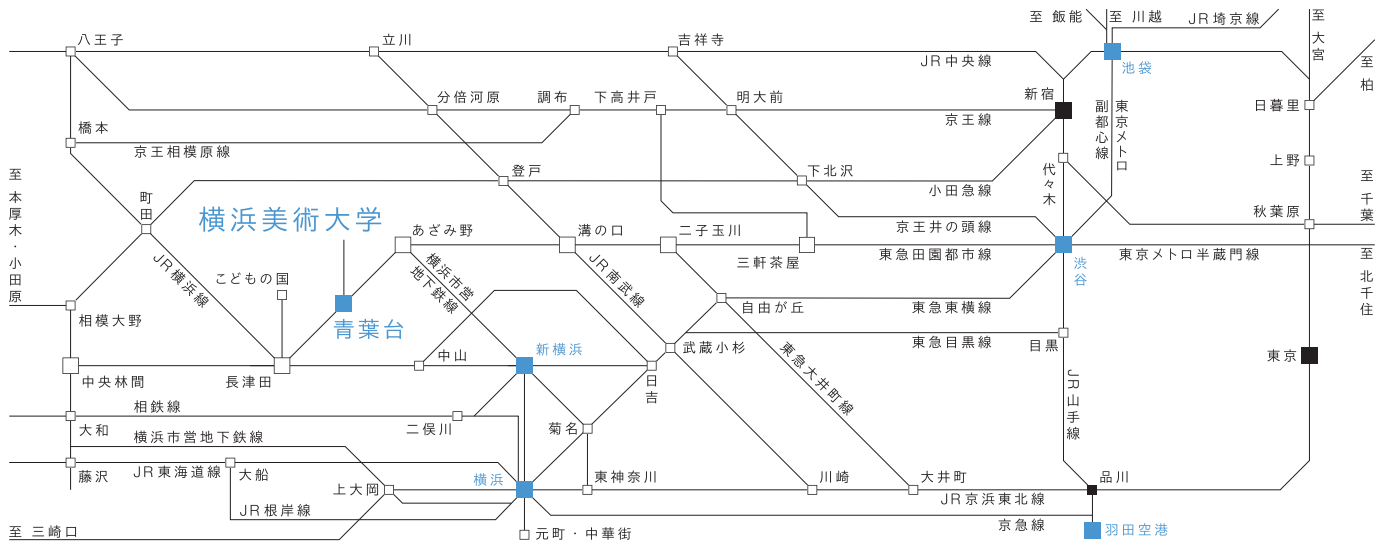 至 飯能
至 川越
JR埼京線
至 大宮
八王子
立川
吉祥寺
JR中央線
池袋
至 柏
新宿
分倍河原
調布
下高井戸
明大前
京王線
副都心線
東京メトロ
日暮里
橋本
京王相模原線
上野
至 本厚木・小田原
町田
登戸
下北沢
小田急線
代々木
至 千葉
横浜美術大学
秋葉原
あざみ野
溝の口
二子玉川
京王井の頭線
三軒茶屋
東急田園都市線
渋谷
東京メトロ半蔵門線
至 北千住
JR横浜線
こどもの国
横浜市営
地下鉄線
JR南武線
青葉台
自由が丘
東急東横線
相模大野
中山
新横浜
武蔵小杉
東急目黒線
目黒
東京
中央林間
長津田
日吉
東急大井町線
JR山手線
相鉄線
大和
二俣川
菊名
横浜市営地下鉄線
藤沢
JR東海道線
大船
上大岡
横浜
東神奈川
川崎
大井町
品川
JR京浜東北線
JR根岸線
京急線
至 三崎口
元町・中華街
羽田空港